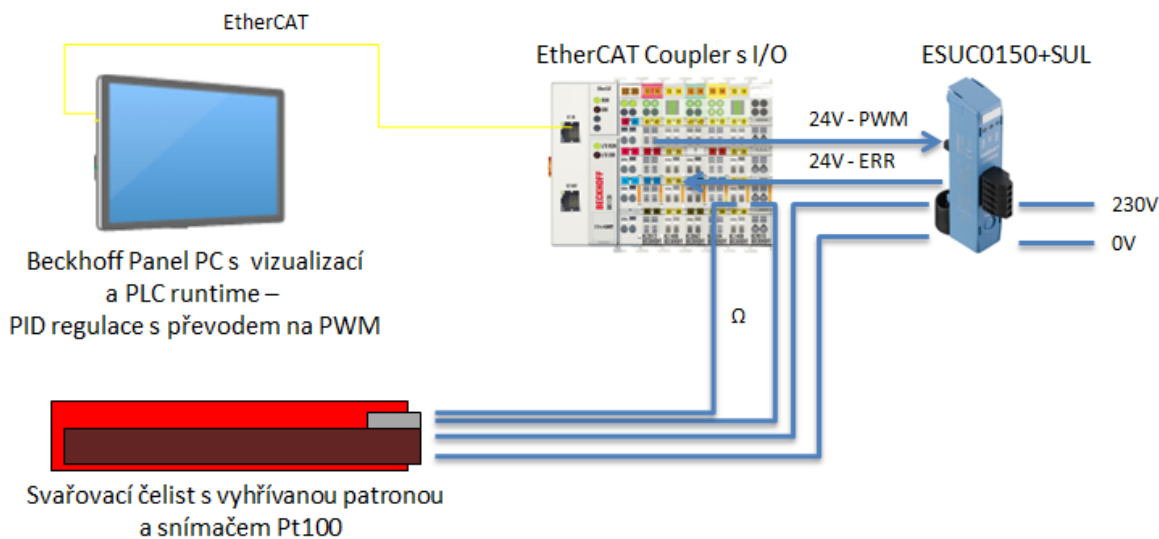 EtherCAT
EtherCAT Coupler s I/O
ESUC0150+SUL
24V - PWM
24V - ERR
230V
0V
BECKHOFF
Beckhoff Panel PC s vizualizací
a PLC runtime –
PID regulace s převodem na PWM
Ω
Svařovací čelist s vyhřívanou patronou
a snímačem Pt100